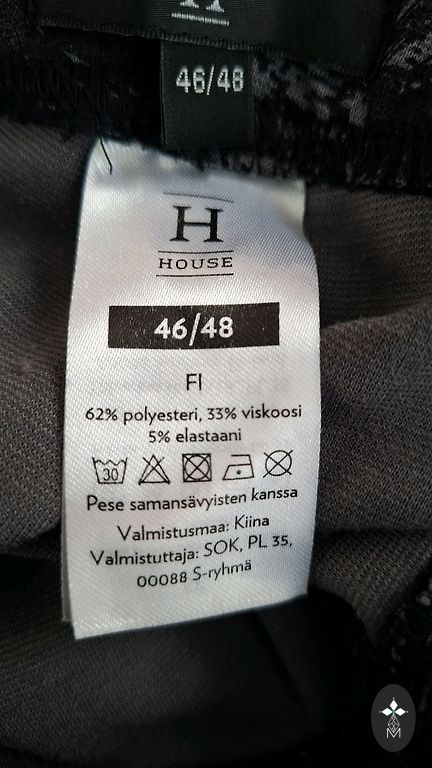 46/48
H
HOUSE
46/48
FI
62% polyesteri, 33% viskoosi
5% elastaani
30
Pese samansävyisten kanssa
Valmistusmaa: Kiina
Valmistuttaja: SOK, PL 35,
00088 S-ryhmä
M